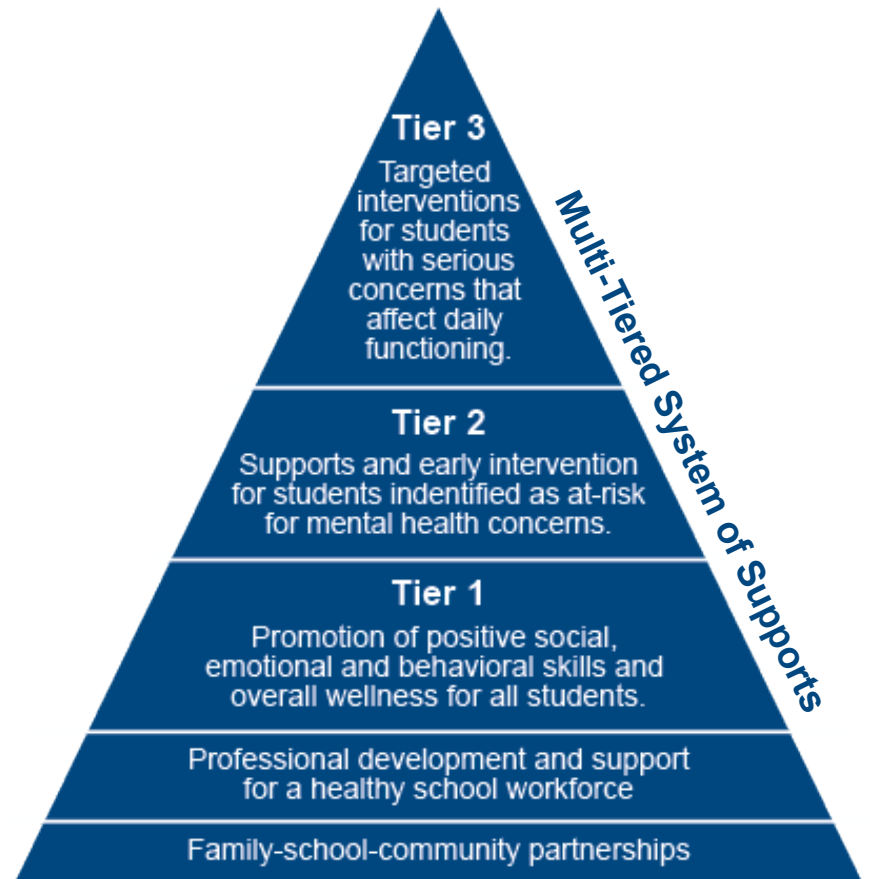 Tier 3
Targeted
interventions
for students
with serious
concerns that
affect daily
functioning.
Multi-Tiered System of Supports
Tier 2
Supports and early intervention
for students indentified as at-risk
for mental health concerns.
Tier 1
Promotion of positive social,
emotional and behavioral skills and
overall wellness for all students.
Professional development and support
for a healthy school workforce
Family-school-community partnerships